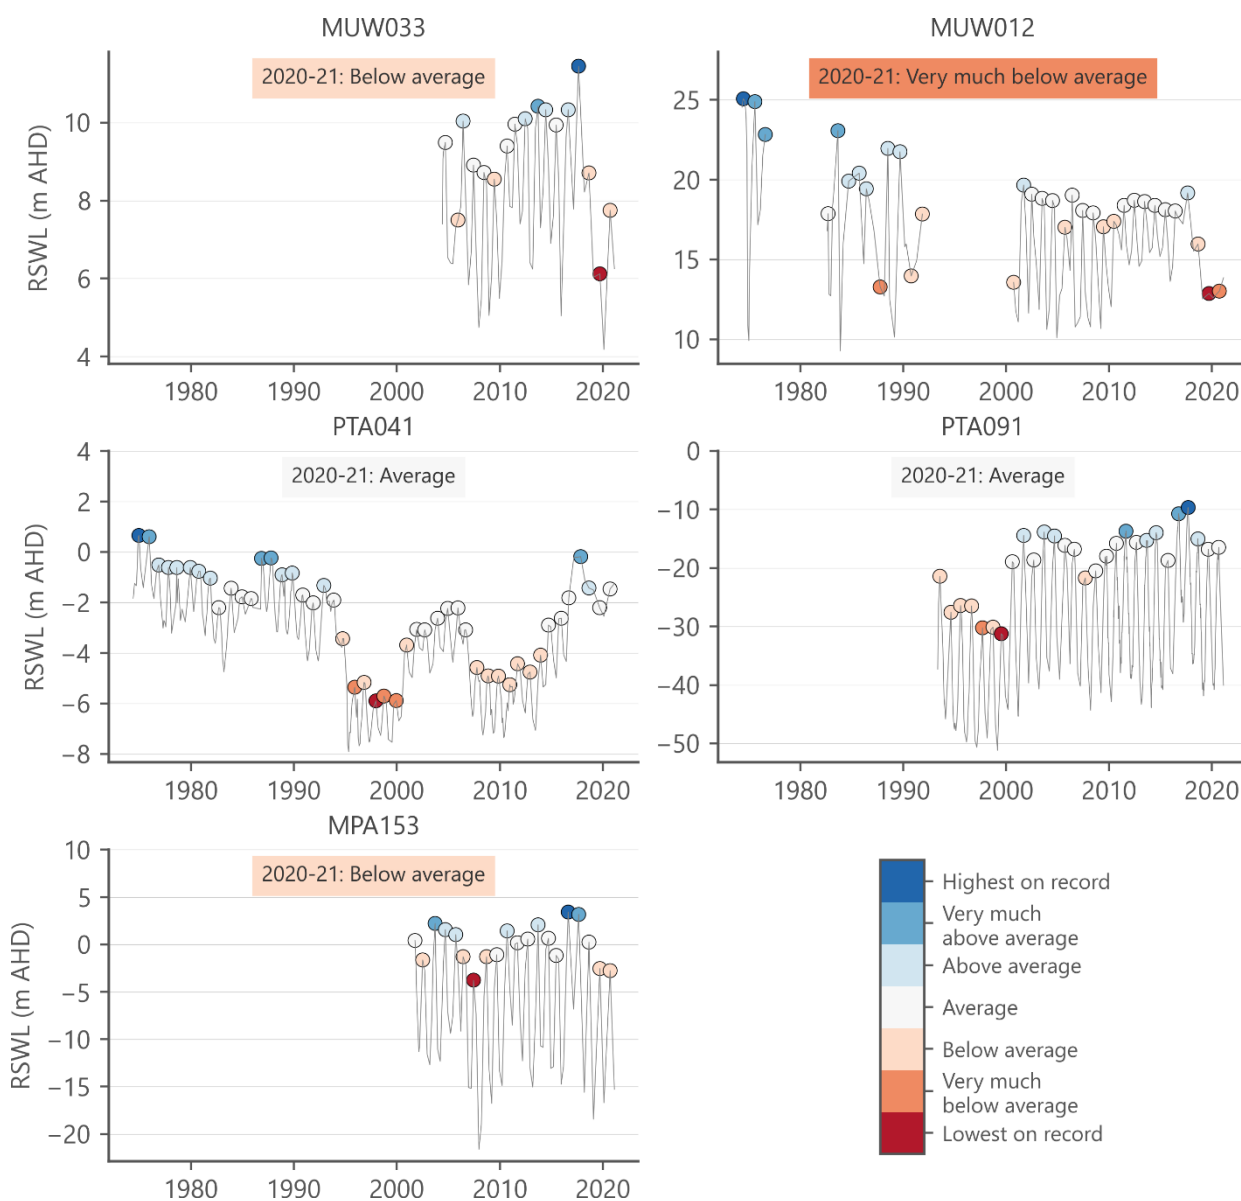 MUW033
2020-21: Below average
RSWL (m AHD)
10
8
6
4
1980 1990 2000 2010 2020
MUW012
2020-21: Very much below average
25
20
15
10
1980 1990 2000 2010 2020
PTA041
2020-21: Average
RSWL (m AHD)
4
2
0
−2
−4
−6
−8
1980 1990 2000 2010 2020
PTA091
2020-21: Average
0
−10
−20
−30
−40
−50
1980 1990 2000 2010 2020
MPA153
2020-21: Below average
RSWL (m AHD)
10
5
0
−5
−10
−15
−20
1980 1990 2000 2010 2020
Highest on record
Very much
above average
Above average
Average
Below average
Very much
below average
Lowest on record